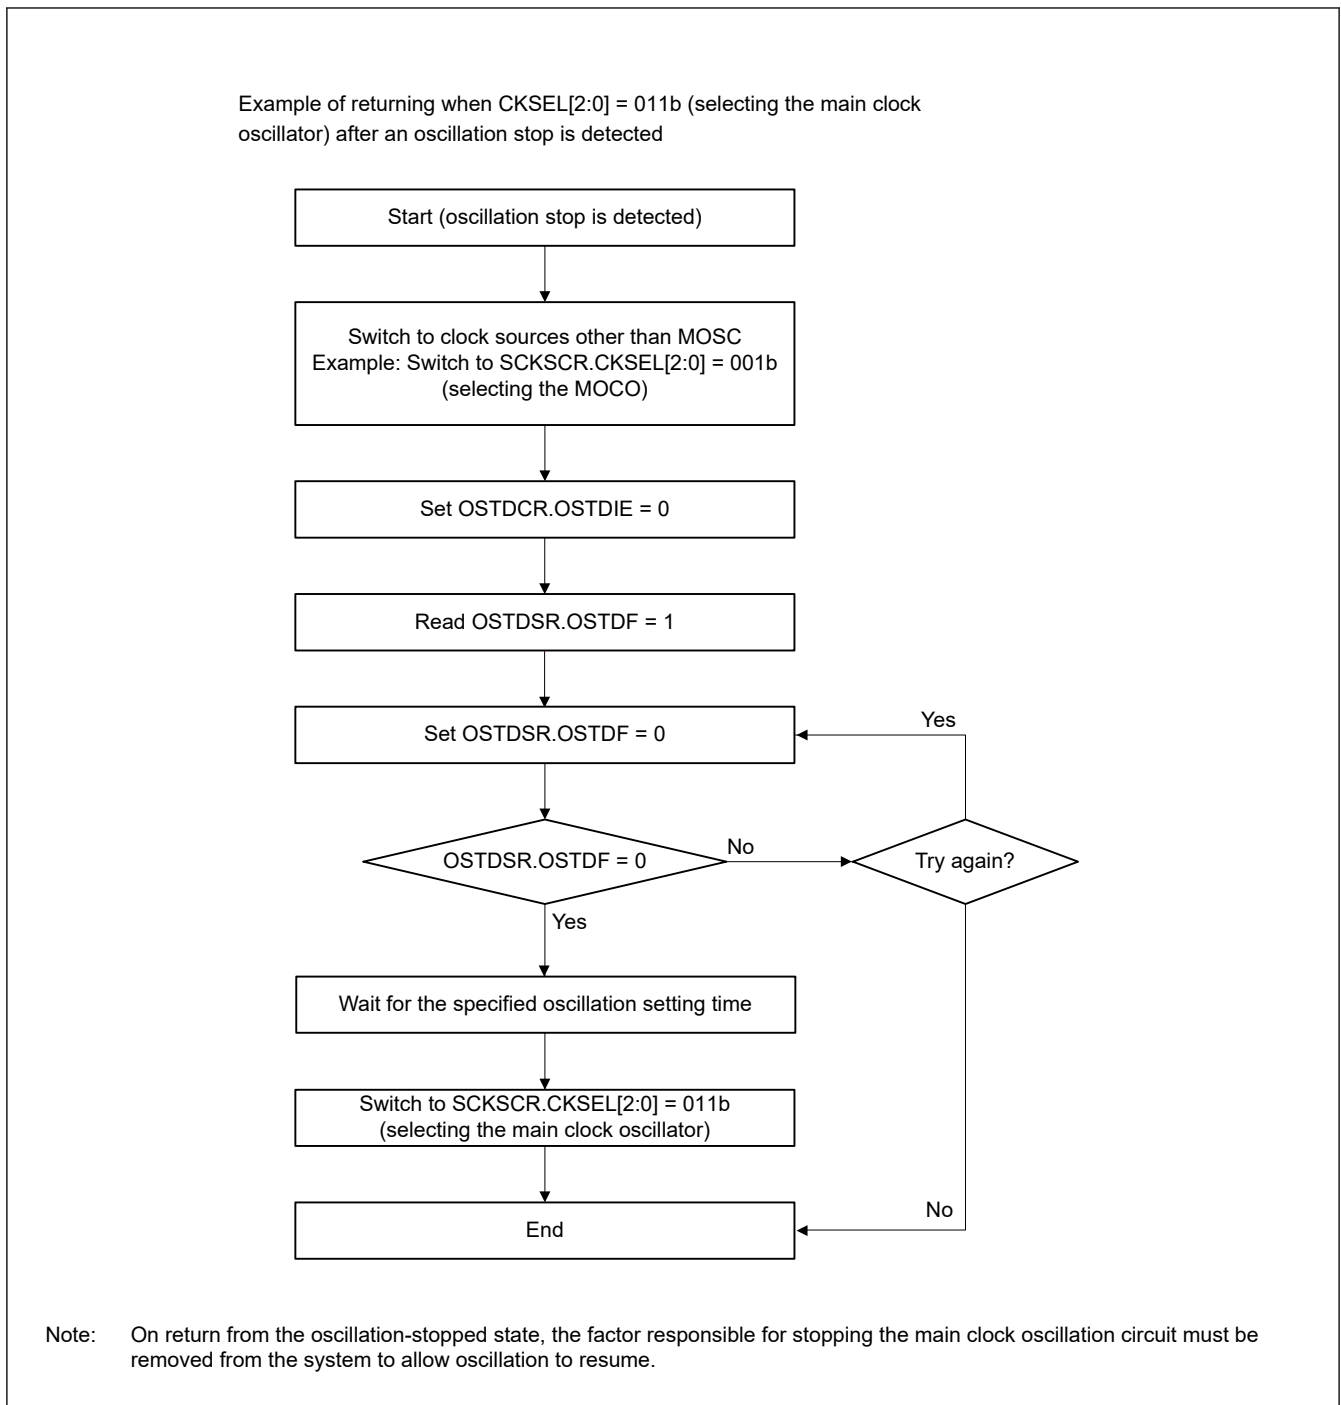 Example of returning when CKSEL[2:0] = 011b (selecting the main clock
oscillator) after an oscillation stop is detected
Start (oscillation stop is detected)
Switch to clock sources other than MOSC
Example: Switch to SCKSCR.CKSEL[2:0] = 001b
(selecting the MOCO)
Set OSTDCR.OSTDIE = 0
Read OSTDSR.OSTDF = 1
Set OSTDSR.OSTDF = 0
Yes
OSTDSR.OSTDF = 0
No
Try again?
Yes
Wait for the specified oscillation setting time
Switch to SCKSCR.CKSEL[2:0] = 011b
(selecting the main clock oscillator)
No
End
Note: On return from the oscillation-stopped state, the factor responsible for stopping the main clock oscillation circuit must be
removed from the system to allow oscillation to resume.